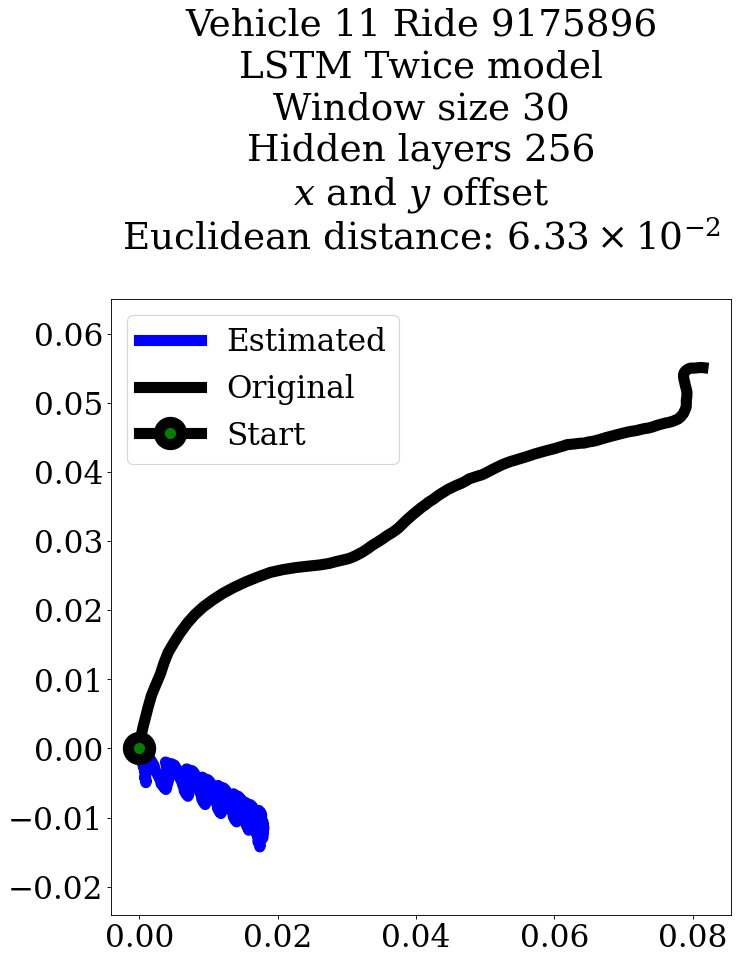 Vehicle 11 Ride 9175896
LSTM Twice model
Window size 30
Hidden layers 256
x and y offset
Euclidean distance: 6.33 × 10⁻²
Estimated
Original
Start
0.06
0.05
0.04
0.03
0.02
0.01
0.00
−0.01
−0.02
0.00 0.02 0.04 0.06 0.08